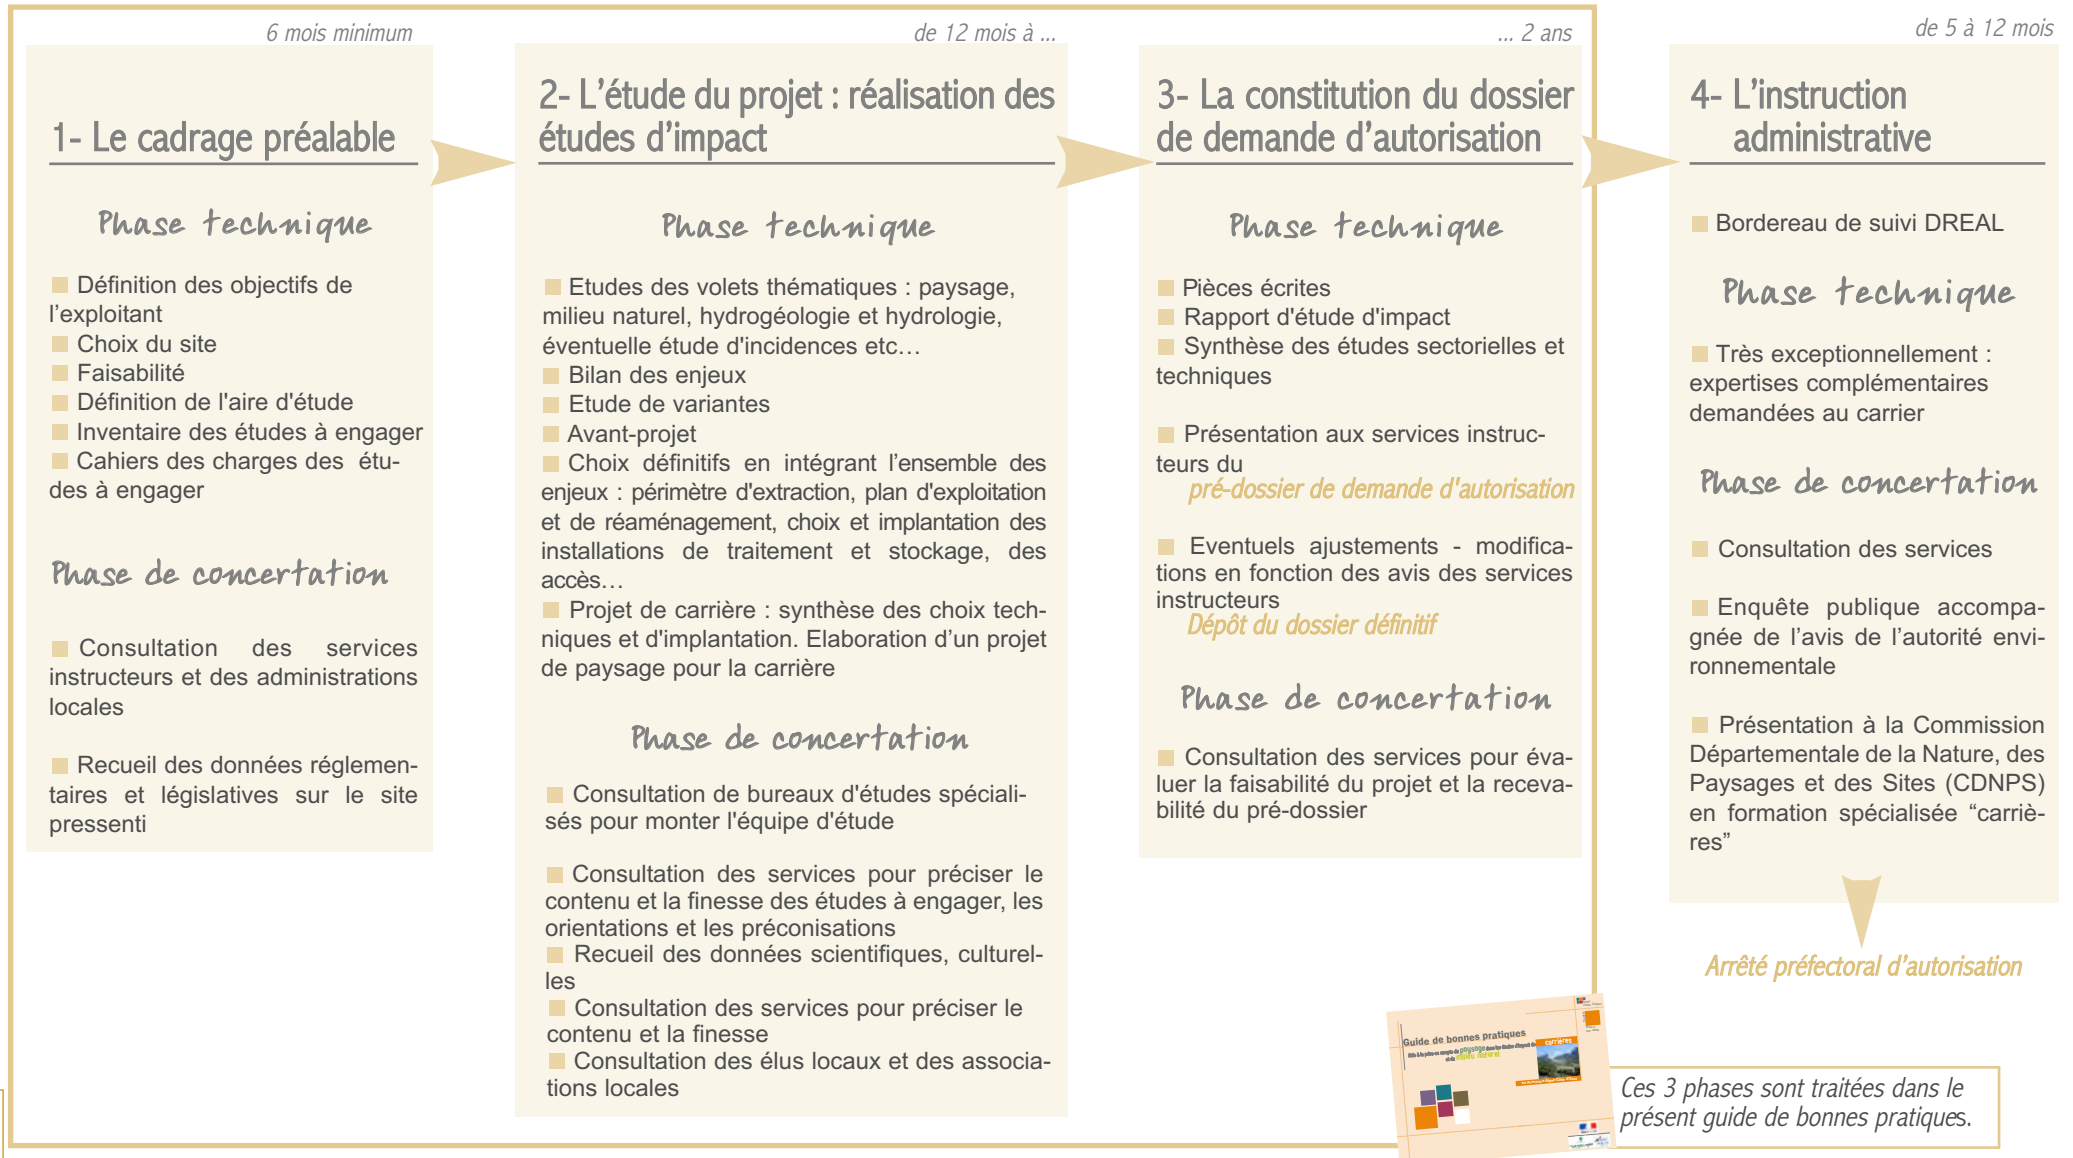 6 mois minimum
1- Le cadrage préalable
Phase technique
Définition des objectifs de
l’exploitant
Choix du site
Faisabilité
Définition de l'aire d'étude
Inventaire des études à engager
Cahiers des charges des étu-
des à engager
Phase de concertation
Consultation des services
instructeurs et des administrations
locales
Recueil des données réglemen-
taires et législatives sur le site
pressenti
de 12 mois à ...
2- L’étude du projet : réalisation des
études d’impact
Phase technique
Etudes des volets thématiques : paysage,
milieu naturel, hydrogéologie et hydrologie,
éventuelle étude d'incidences etc…
Bilan des enjeux
Etude de variantes
Avant-projet
Choix définitifs en intégrant l’ensemble des
enjeux : périmètre d'extraction, plan d'exploitation
et de réaménagement, choix et implantation des
installations de traitement et stockage, des
accès…
Projet de carrière : synthèse des choix tech-
niques et d'implantation. Elaboration d’un projet
de paysage pour la carrière
Phase de concertation
Consultation de bureaux d'études spéciali-
sés pour monter l'équipe d'étude
Consultation des services pour préciser le
contenu et la finesse des études à engager, les
orientations et les préconisations
Recueil des données scientifiques, culturel-
les
Consultation des services pour préciser le
contenu et la finesse
Consultation des élus locaux et des associa-
tions locales
... 2 ans
3- La constitution du dossier
de demande d’autorisation
Phase technique
Pièces écrites
Rapport d'étude d'impact
Synthèse des études sectorielles et
techniques
Présentation aux services instruc-
teurs du
pré-dossier de demande d'autorisation
Eventuels ajustements - modifica-
tions en fonction des avis des services
instructeurs
Dépôt du dossier définitif
Phase de concertation
Consultation des services pour éva-
luer la faisabilité du projet et la receva-
bilité du pré-dossier
de 5 à 12 mois
4- L’instruction
administrative
Bordereau de suivi DREAL
Phase technique
Très exceptionnellement :
expertises complémentaires
demandées au carrier
Phase de concertation
Consultation des services
Enquête publique accompa-
gnée de l’avis de l’autorité envi-
ronnementale
Présentation à la Commission
Départementale de la Nature, des
Paysages et des Sites (CDNPS)
en formation spécialisée “carriè-
res”
Arrêté préfectoral d’autorisation
Guide de bonnes pratiques
paysage
milieu naturel
carrières
Ces 3 phases sont traitées dans le
présent guide de bonnes pratiques.